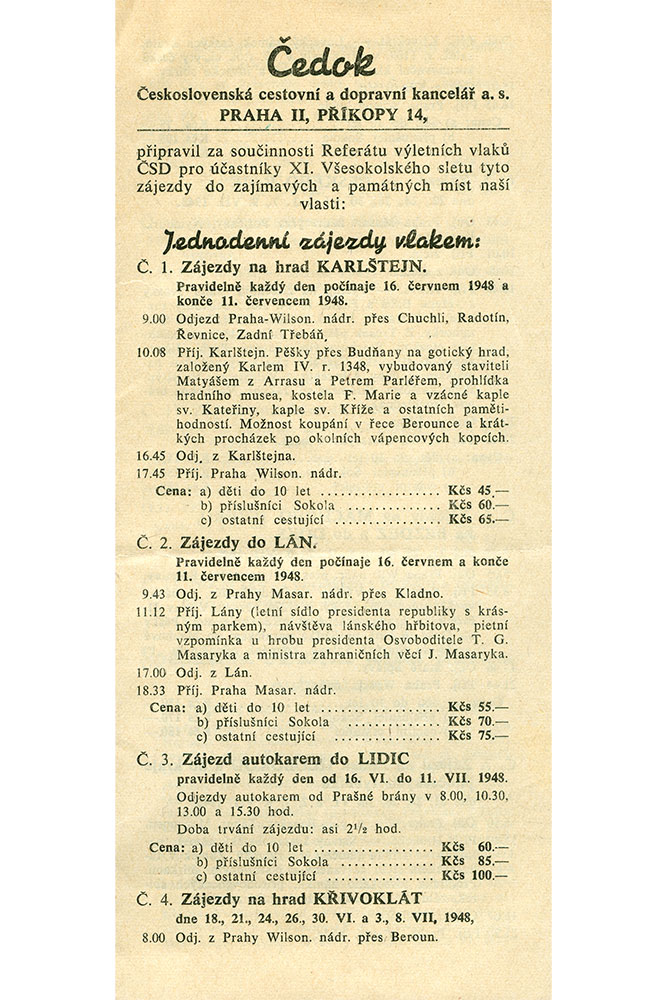 Čedok
Československá cestovní a dopravní kancelář a. s.
PRAHA II, PŘÍKOPY 14,
připravil za součinnosti Referátu výletních vlaků
ČSD pro účastníky XI. Všesokolského sletu tyto
zájezdy do zajímavých a památných míst naší
vlasti:
Jednodenní zájezdy vlakem:
Č. 1. Zájezdy na hrad KARLŠTEJN.
Pravidelně každý den počínaje 16. červnem 1948 a
konče 11. červencem 1948.
9.00 Odjezd Praha-Wilson. nádr. přes Chuchli, Radotín,
Řevnice, Zadní Třebáň,
10.08 Příj. Karlštejn. Pěšky přes Budňany na gotický hrad,
založený Karlem IV. r. 1348, vybudovaný staviteli
Matyášem z Arrasu a Petrem Parléřem, prohlídka
hradního musea, kostela P. Marie a vzácné kaple
sv. Kateřiny, kaple sv. Kříže a ostatních paměti-
hodností. Možnost koupání v řece Berounce a krát-
kých procházek po okolních vápencových kopcích.
16.45 Odj. z Karlštejna.
17.45 Příj. Praha Wilson. nádr.
Cena: a) děti do 10 let .................. Kčs 45.—
b) příslušníci Sokola .............. Kčs 60.—
c) ostatní cestující ................ Kčs 65.—
Č. 2. Zájezdy do LÁN.
Pravidelně každý den počínaje 16. červnem a konče
11. červencem 1948.
9.43 Odj. z Prahy Masar. nádr. přes Kladno.
11.12 Příj. Lány (letní sídlo presidenta republiky s krás-
ným parkem), návštěva lánského hřbitova, pietní
vzpomínka u hrobu presidenta Osvoboditele T. G.
Masaryka a ministra zahraničních věcí J. Masaryka.
17.00 Odj. z Lán.
18.33 Příj. Praha Masar. nádr.
Cena: a) děti do 10 let .................. Kčs 55.—
b) příslušníci Sokola ................ Kčs 70.—
c) ostatní cestující ................ Kčs 75.—
Č. 3. Zájezd autokarem do LIDIC
pravidelně každý den od 16. VI. do 11. VII. 1948.
Odjezdy autokarem od Prašné brány v 8.00, 10.30,
13.00 a 15.30 hod.
Doba trvání zájezdu: asi 2¹/₂ hod.
Cena: a) děti do 10 let .................. Kčs 60.—
b) příslušníci Sokola ................ Kčs 85.—
c) ostatní cestující ................ Kčs 100.—
Č. 4. Zájezdy na hrad KŘIVOKLÁT
dne 18., 21., 24., 26., 30. VI. a 3., 8. VII, 1948,
8.00 Odj. z Prahy Wilson. nádr. přes Beroun.